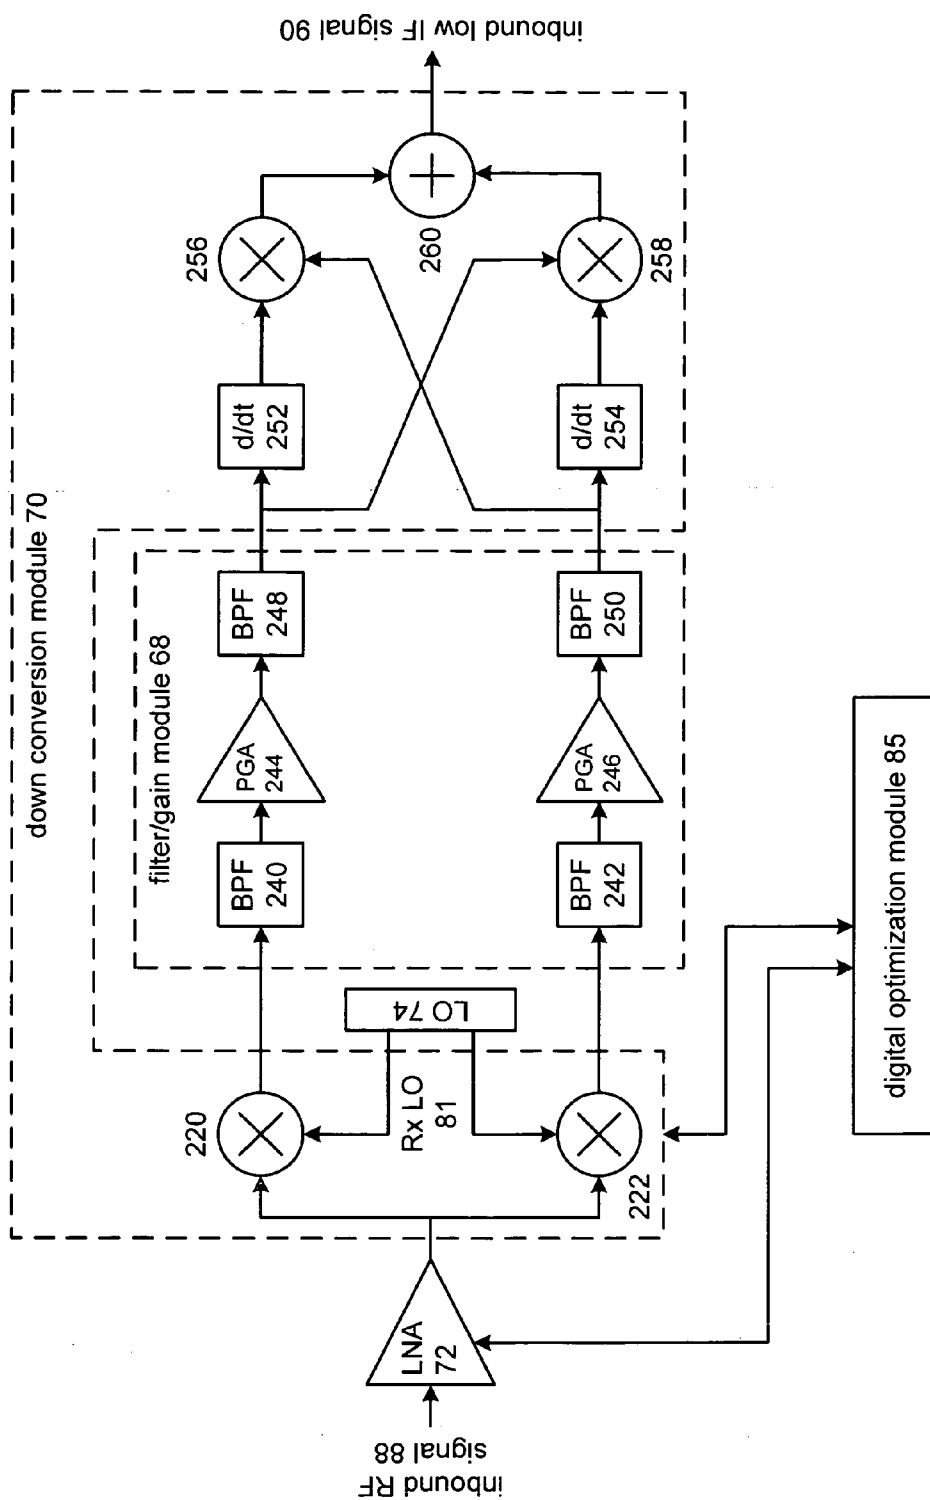 inbound RF
signal 88
LNA
72
down conversion module 70
220
222
Rx LO
81
LO 74
filter/gain module 68
BPF
240
PGA
244
BPF
248
BPF
242
PGA
246
BPF
250
d/dt
252
d/dt
254
256
258
260
inbound low IF signal 90
digital optimization module 85